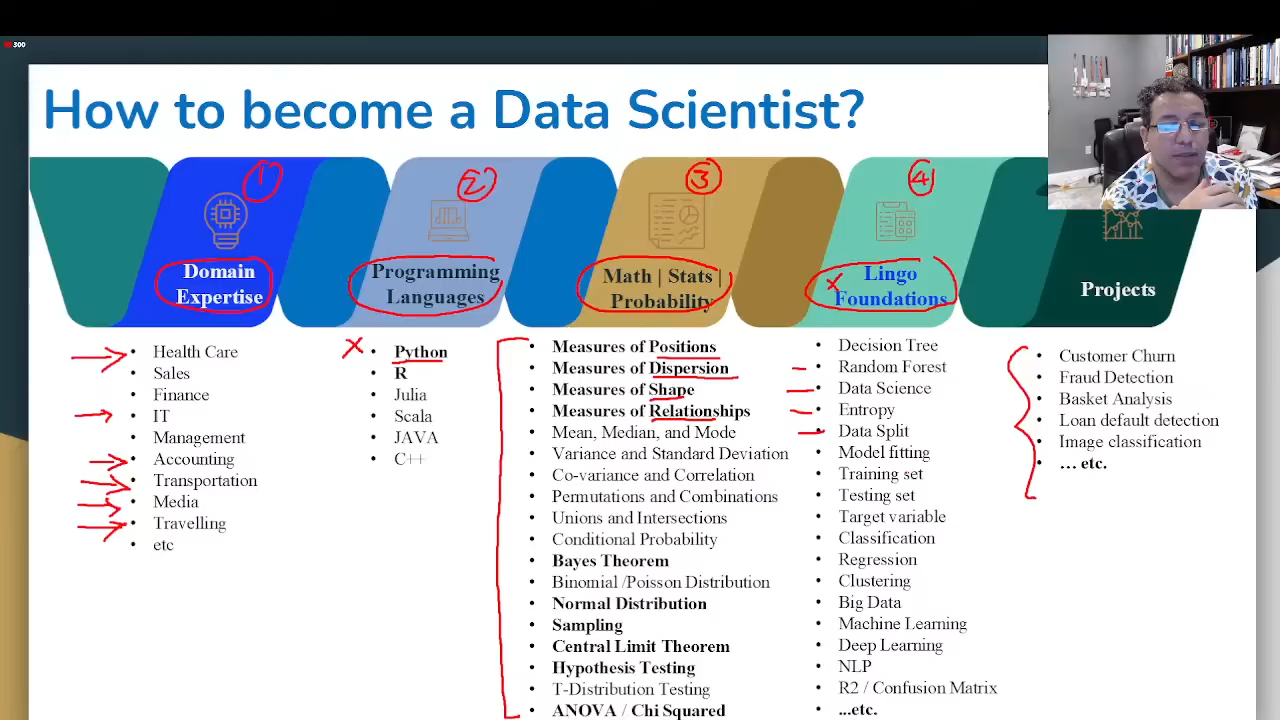 300
How to become a Data Scientist?
1
2
3
4
Domain
Expertise
Programming
Languages
Math | Stats |
Probability
Lingo
Foundations
Projects
• Health Care
• Sales
• Finance
• IT
• Management
• Accounting
• Transportation
• Media
• Travelling
• etc
• Python
• R
• Julia
• Scala
• JAVA
• C++
• Measures of Positions
• Measures of Dispersion
• Measures of Shape
• Measures of Relationships
• Mean, Median, and Mode
• Variance and Standard Deviation
• Co-variance and Correlation
• Permutations and Combinations
• Unions and Intersections
• Conditional Probability
• Bayes Theorem
• Binomial /Poisson Distribution
• Normal Distribution
• Sampling
• Central Limit Theorem
• Hypothesis Testing
• T-Distribution Testing
• ANOVA / Chi Squared
• Decision Tree
• Random Forest
• Data Science
• Entropy
• Data Split
• Model fitting
• Training set
• Testing set
• Target variable
• Classification
• Regression
• Clustering
• Big Data
• Machine Learning
• Deep Learning
• NLP
• R2 / Confusion Matrix
• ...etc.
• Customer Churn
• Fraud Detection
• Basket Analysis
• Loan default detection
• Image classification
• … etc.